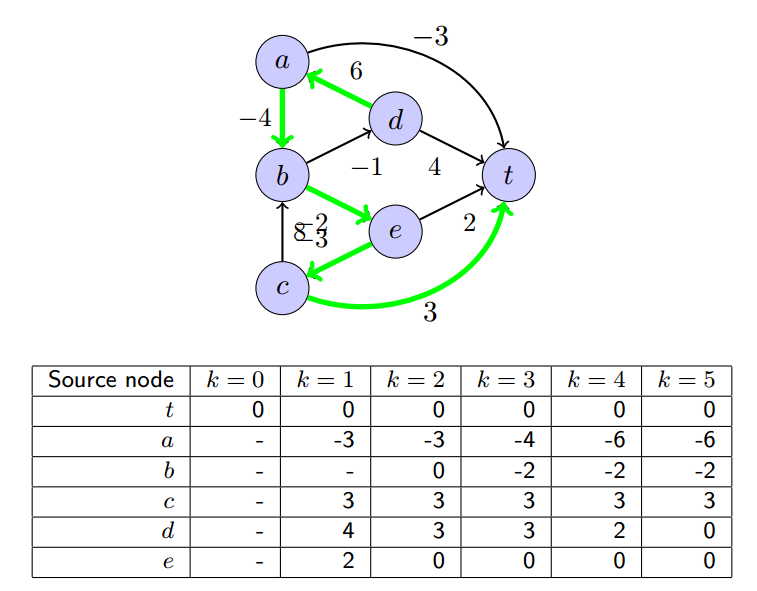 −3
a
6
d
−4
−1
4
b
t
−2
8
−3
e
2
c
3
Source node k = 0 k = 1 k = 2 k = 3 k = 4 k = 5
t 0 0 0 0 0 0
a - -3 -3 -4 -6 -6
b - - 0 -2 -2 -2
c - 3 3 3 3 3
d - 4 3 3 2 0
e - 2 0 0 0 0